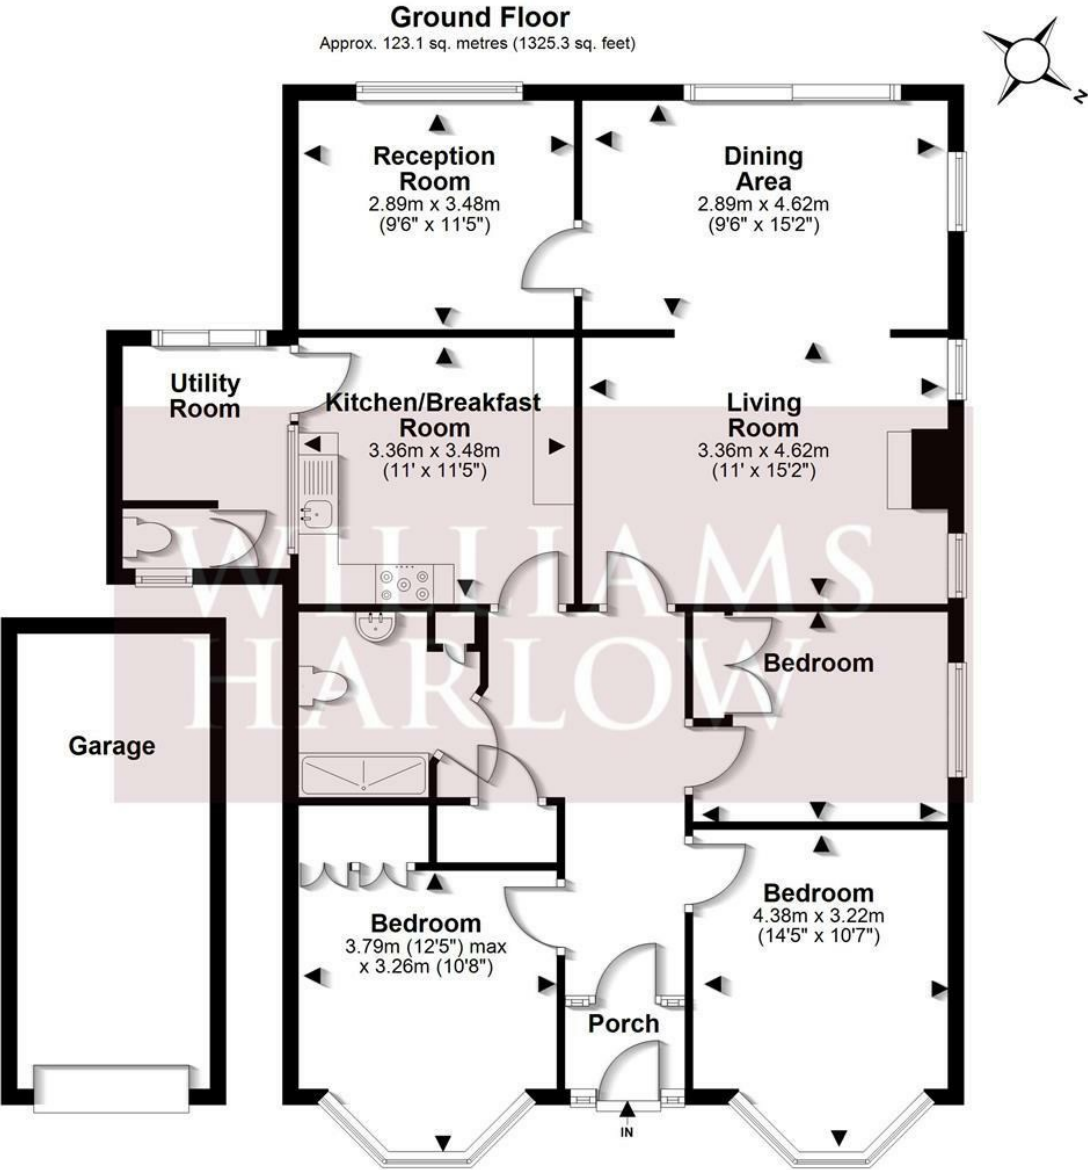 Ground Floor
Approx. 123.1 sq. metres (1325.3 sq. feet)
N
Reception
Room
2.89m x 3.48m
(9'6" x 11'5")
Dining
Area
2.89m x 4.62m
(9'6" x 15'2")
Utility
Room
Kitchen/Breakfast
Room
3.36m x 3.48m
(11' x 11'5")
Living
Room
3.36m x 4.62m
(11' x 15'2")
WILLIAMS
HARLOW
Bedroom
Garage
Bedroom
3.79m (12'5") max
x 3.26m (10'8")
Bedroom
4.38m x 3.22m
(14'5" x 10'7")
Porch
IN